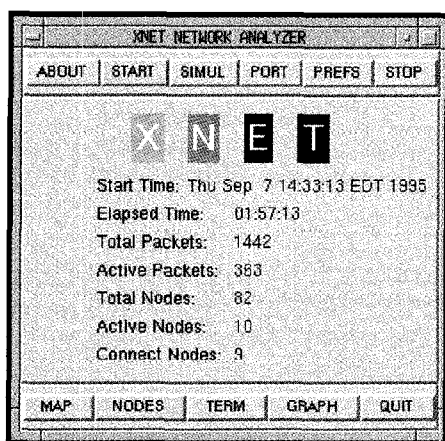 XNET NETWORK ANALYZER
ABOUT START SIMUL PORT PREFS STOP
X N E T
Start Time: Thu Sep 7 14:33:13 EDT 1995
Elapsed Time: 01:57:13
Total Packets: 1442
Active Packets: 383
Total Nodes: 82
Active Nodes: 10
Connect Nodes: 9
MAP NODES TERM GRAPH QUIT